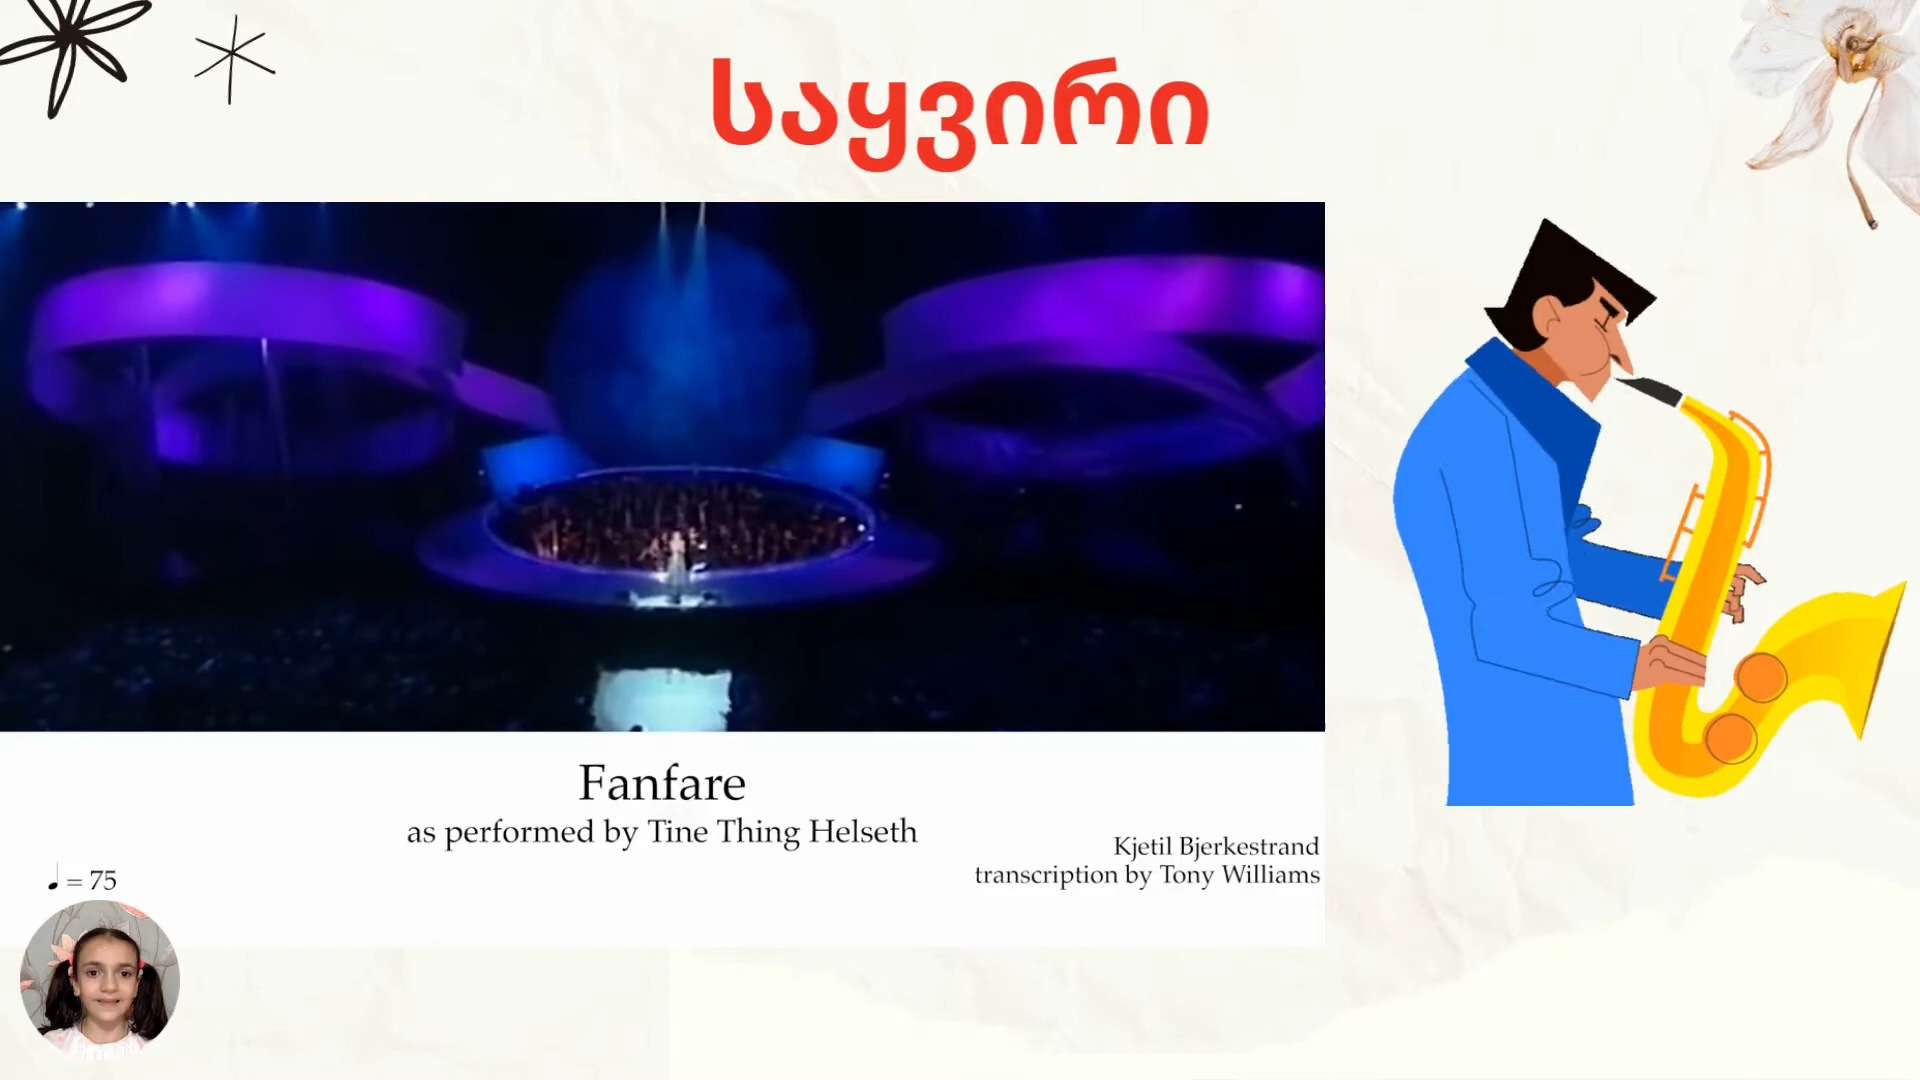 საყვირი
Fanfare
as performed by Tine Thing Helseth
Kjetil Bjerkestrand
transcription by Tony Williams
♩ = 75